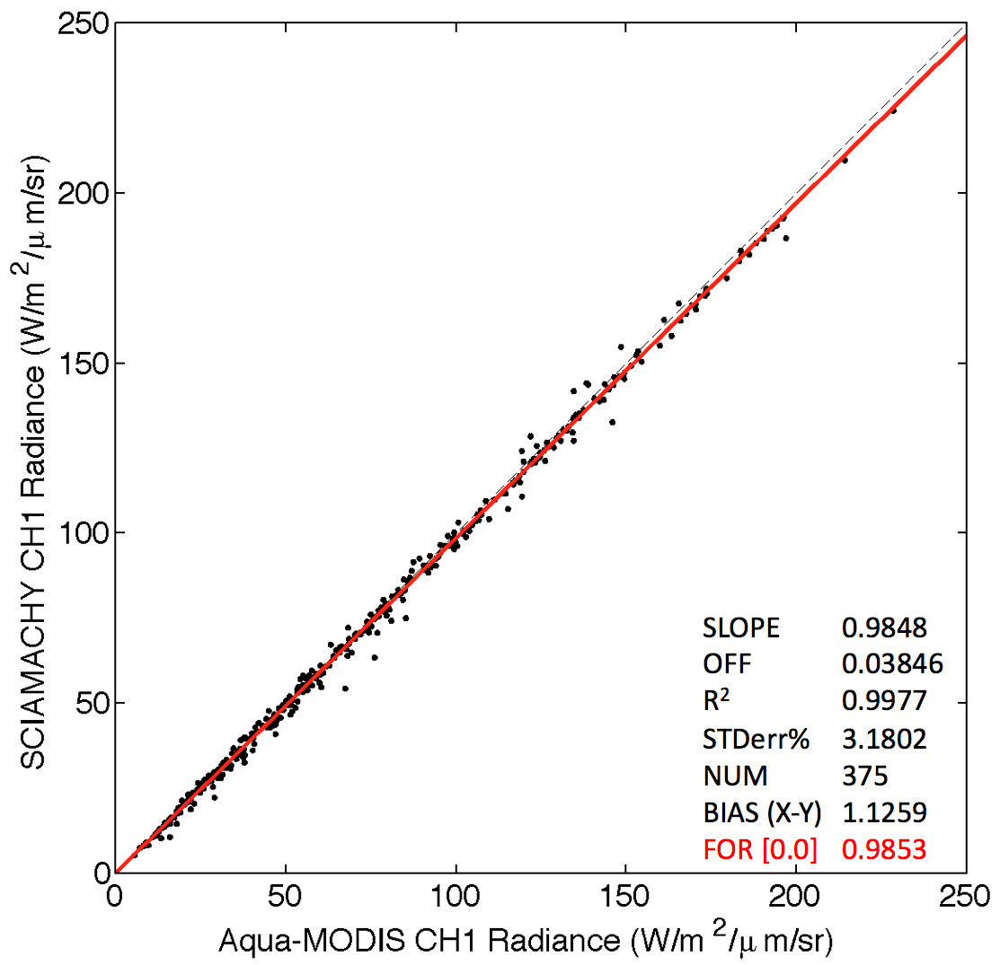 250
200
150
100
50
0
SCIAMACHY CH1 Radiance (W/m²/μ m/sr)
SLOPE 0.9848
OFF 0.03846
R² 0.9977
STDerr% 3.1802
NUM 375
BIAS (X-Y) 1.1259
FOR [0.0] 0.9853
0 50 100 150 200 250
Aqua-MODIS CH1 Radiance (W/m²/μ m/sr)